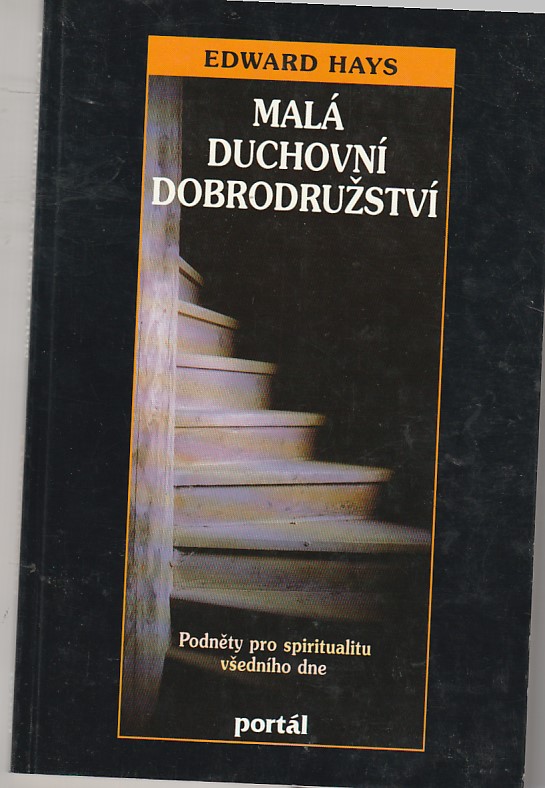 EDWARD HAYS
MALÁ
DUCHOVNÍ
DOBRODRUŽSTVÍ
Podněty pro spiritualitu
všedního dne
portál